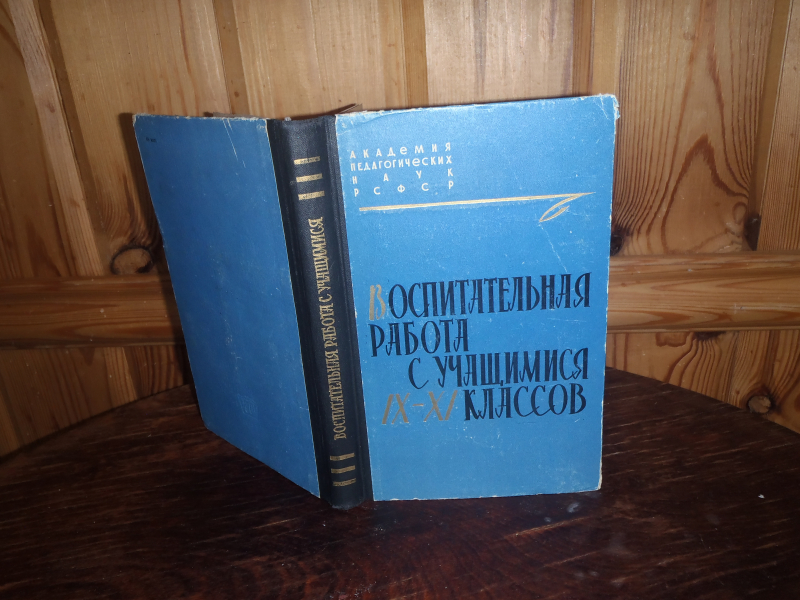 ВОСПИТАТЕЛЬНАЯ РАБОТА С УЧАЩИМИСЯ
АКАДЕМИЯ
ПЕДАГОГИЧЕСКИХ
НАУК
РСФСР
ВОСПИТАТЕЛЬНАЯ
РАБОТА
С УЧАЩИМИСЯ
IX-XI КЛАССОВ